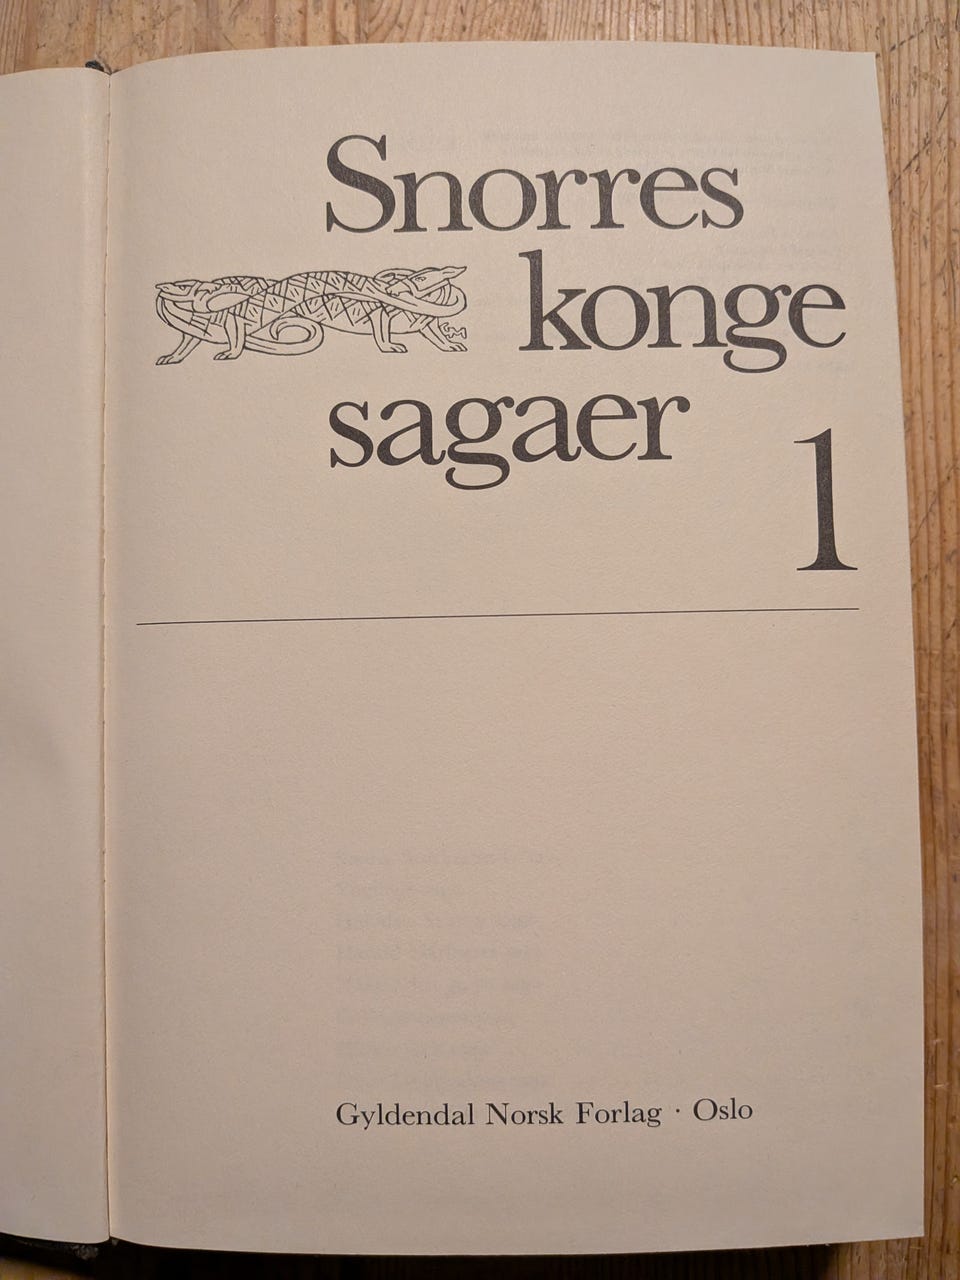 Snorres
konge
sagaer
1
Gyldendal Norsk Forlag · Oslo